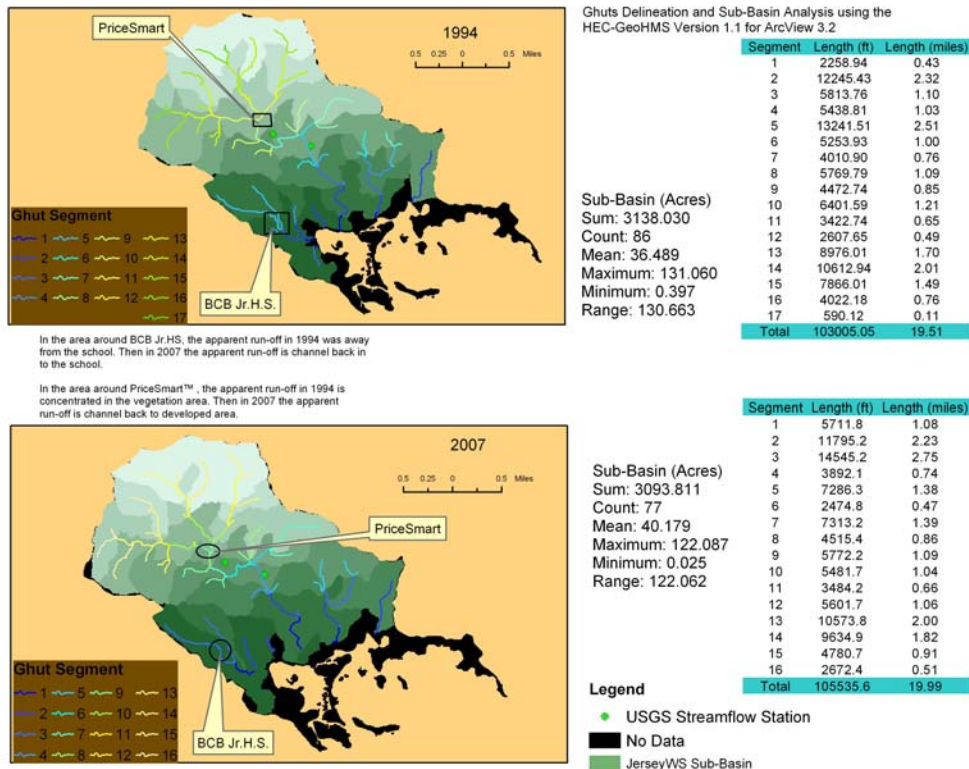 PriceSmart
1994
0.5 0.25 0 0.5 Miles
BCB Jr.H.S.
Ghut Segment
1 5 9 13
2 6 10 14
3 7 11 15
4 8 12 16
17
Ghuts Delineation and Sub-Basin Analysis using the
HEC-GeoHMS Version 1.1 for ArcView 3.2
Sub-Basin (Acres)
Sum: 3138.030
Count: 86
Mean: 36.489
Maximum: 131.060
Minimum: 0.397
Range: 130.663
Segment Length (ft) Length (miles)
1 2258.94 0.43
2 12245.43 2.32
3 5813.76 1.10
4 5438.81 1.03
5 13241.51 2.51
6 5253.93 1.00
7 4010.90 0.76
8 5769.79 1.09
9 4472.74 0.85
10 6401.59 1.21
11 3422.74 0.65
12 2607.65 0.49
13 8976.01 1.70
14 10612.94 2.01
15 7866.01 1.49
16 4022.18 0.76
17 590.12 0.11
Total 103005.05 19.51
In the area around BCB Jr.HS, the apparent run-off in 1994 was away
from the school. Then in 2007 the apparent run-off is channel back in
to the school.
In the area around PriceSmart™ , the apparent run-off in 1994 is
concentrated in the vegetation area. Then in 2007 the apparent
run-off is channel back to developed area.
2007
0.5 0.25 0 0.5 Miles
PriceSmart
BCB Jr.H.S.
Ghut Segment
1 5 9 13
2 6 10 14
3 7 11 15
4 8 12 16
Sub-Basin (Acres)
Sum: 3093.811
Count: 77
Mean: 40.179
Maximum: 122.087
Minimum: 0.025
Range: 122.062
Segment Length (ft) Length (miles)
1 5711.8 1.08
2 11795.2 2.23
3 14545.2 2.75
4 3892.1 0.74
5 7286.3 1.38
6 2474.8 0.47
7 7313.2 1.39
8 4515.4 0.86
9 5772.2 1.09
10 5481.7 1.04
11 3484.2 0.66
12 5601.7 1.06
13 10573.8 2.00
14 9634.9 1.82
15 4780.7 0.91
16 2672.4 0.51
Total 105535.6 19.99
Legend
USGS Streamflow Station
No Data
JerseyWS Sub-Basin